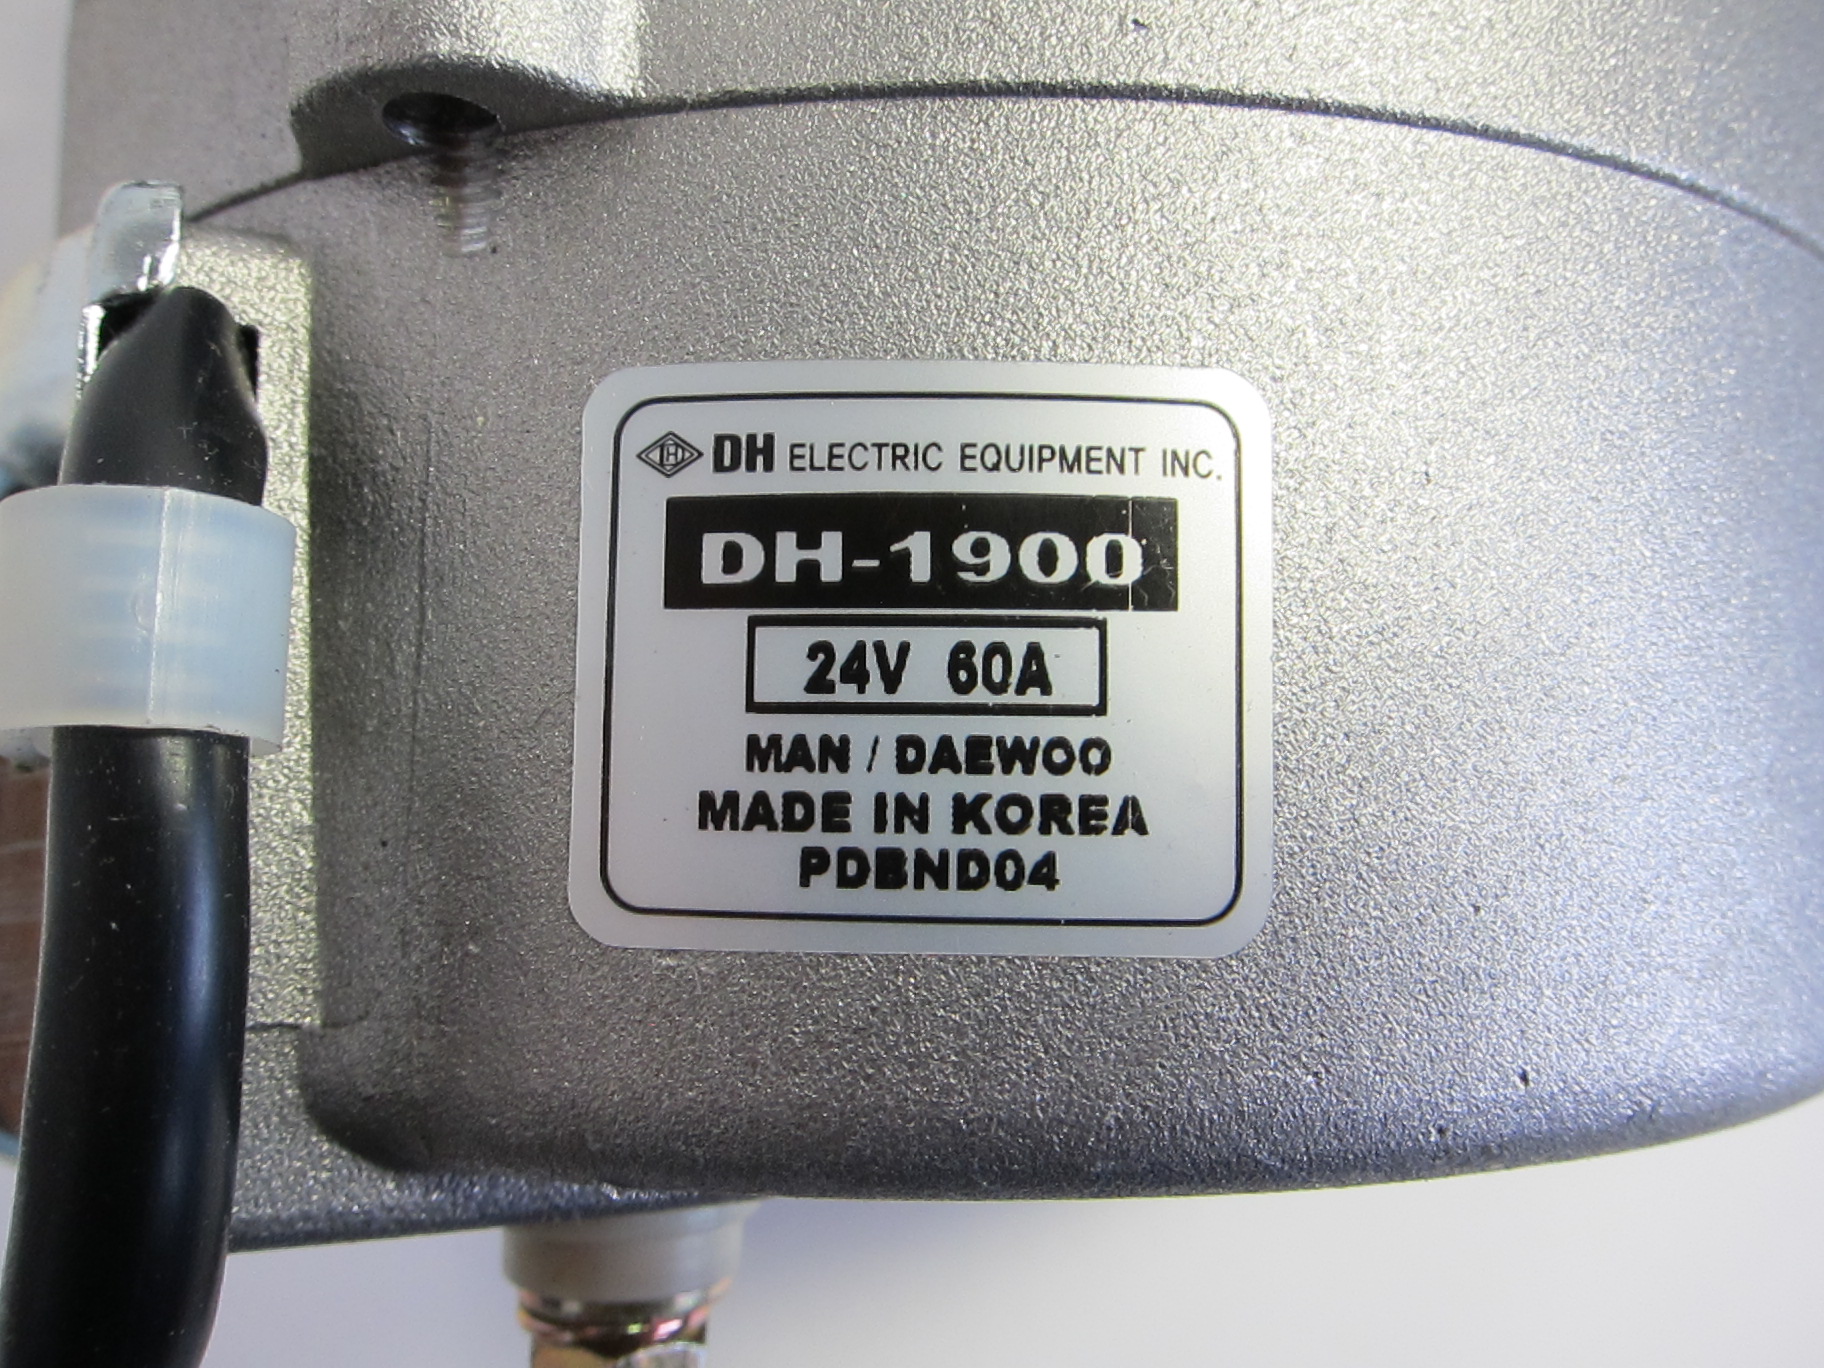 DH ELECTRIC EQUIPMENT INC.
DH-1900
24V 60A
MAN / DAEWOO
MADE IN KOREA
PDBND04